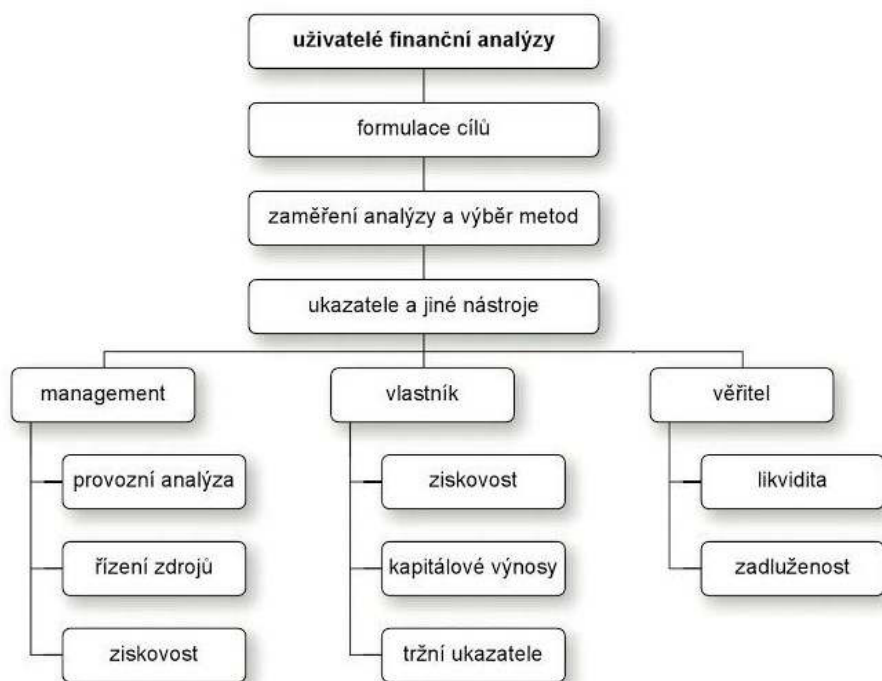 uživatelé finanční analýzy
formulace cílů
zaměření analýzy a výběr metod
ukazatele a jiné nástroje
management
vlastník
věřitel
provozní analýza
ziskovost
likvidita
řízení zdrojů
kapitálové výnosy
zadluženost
ziskovost
tržní ukazatele